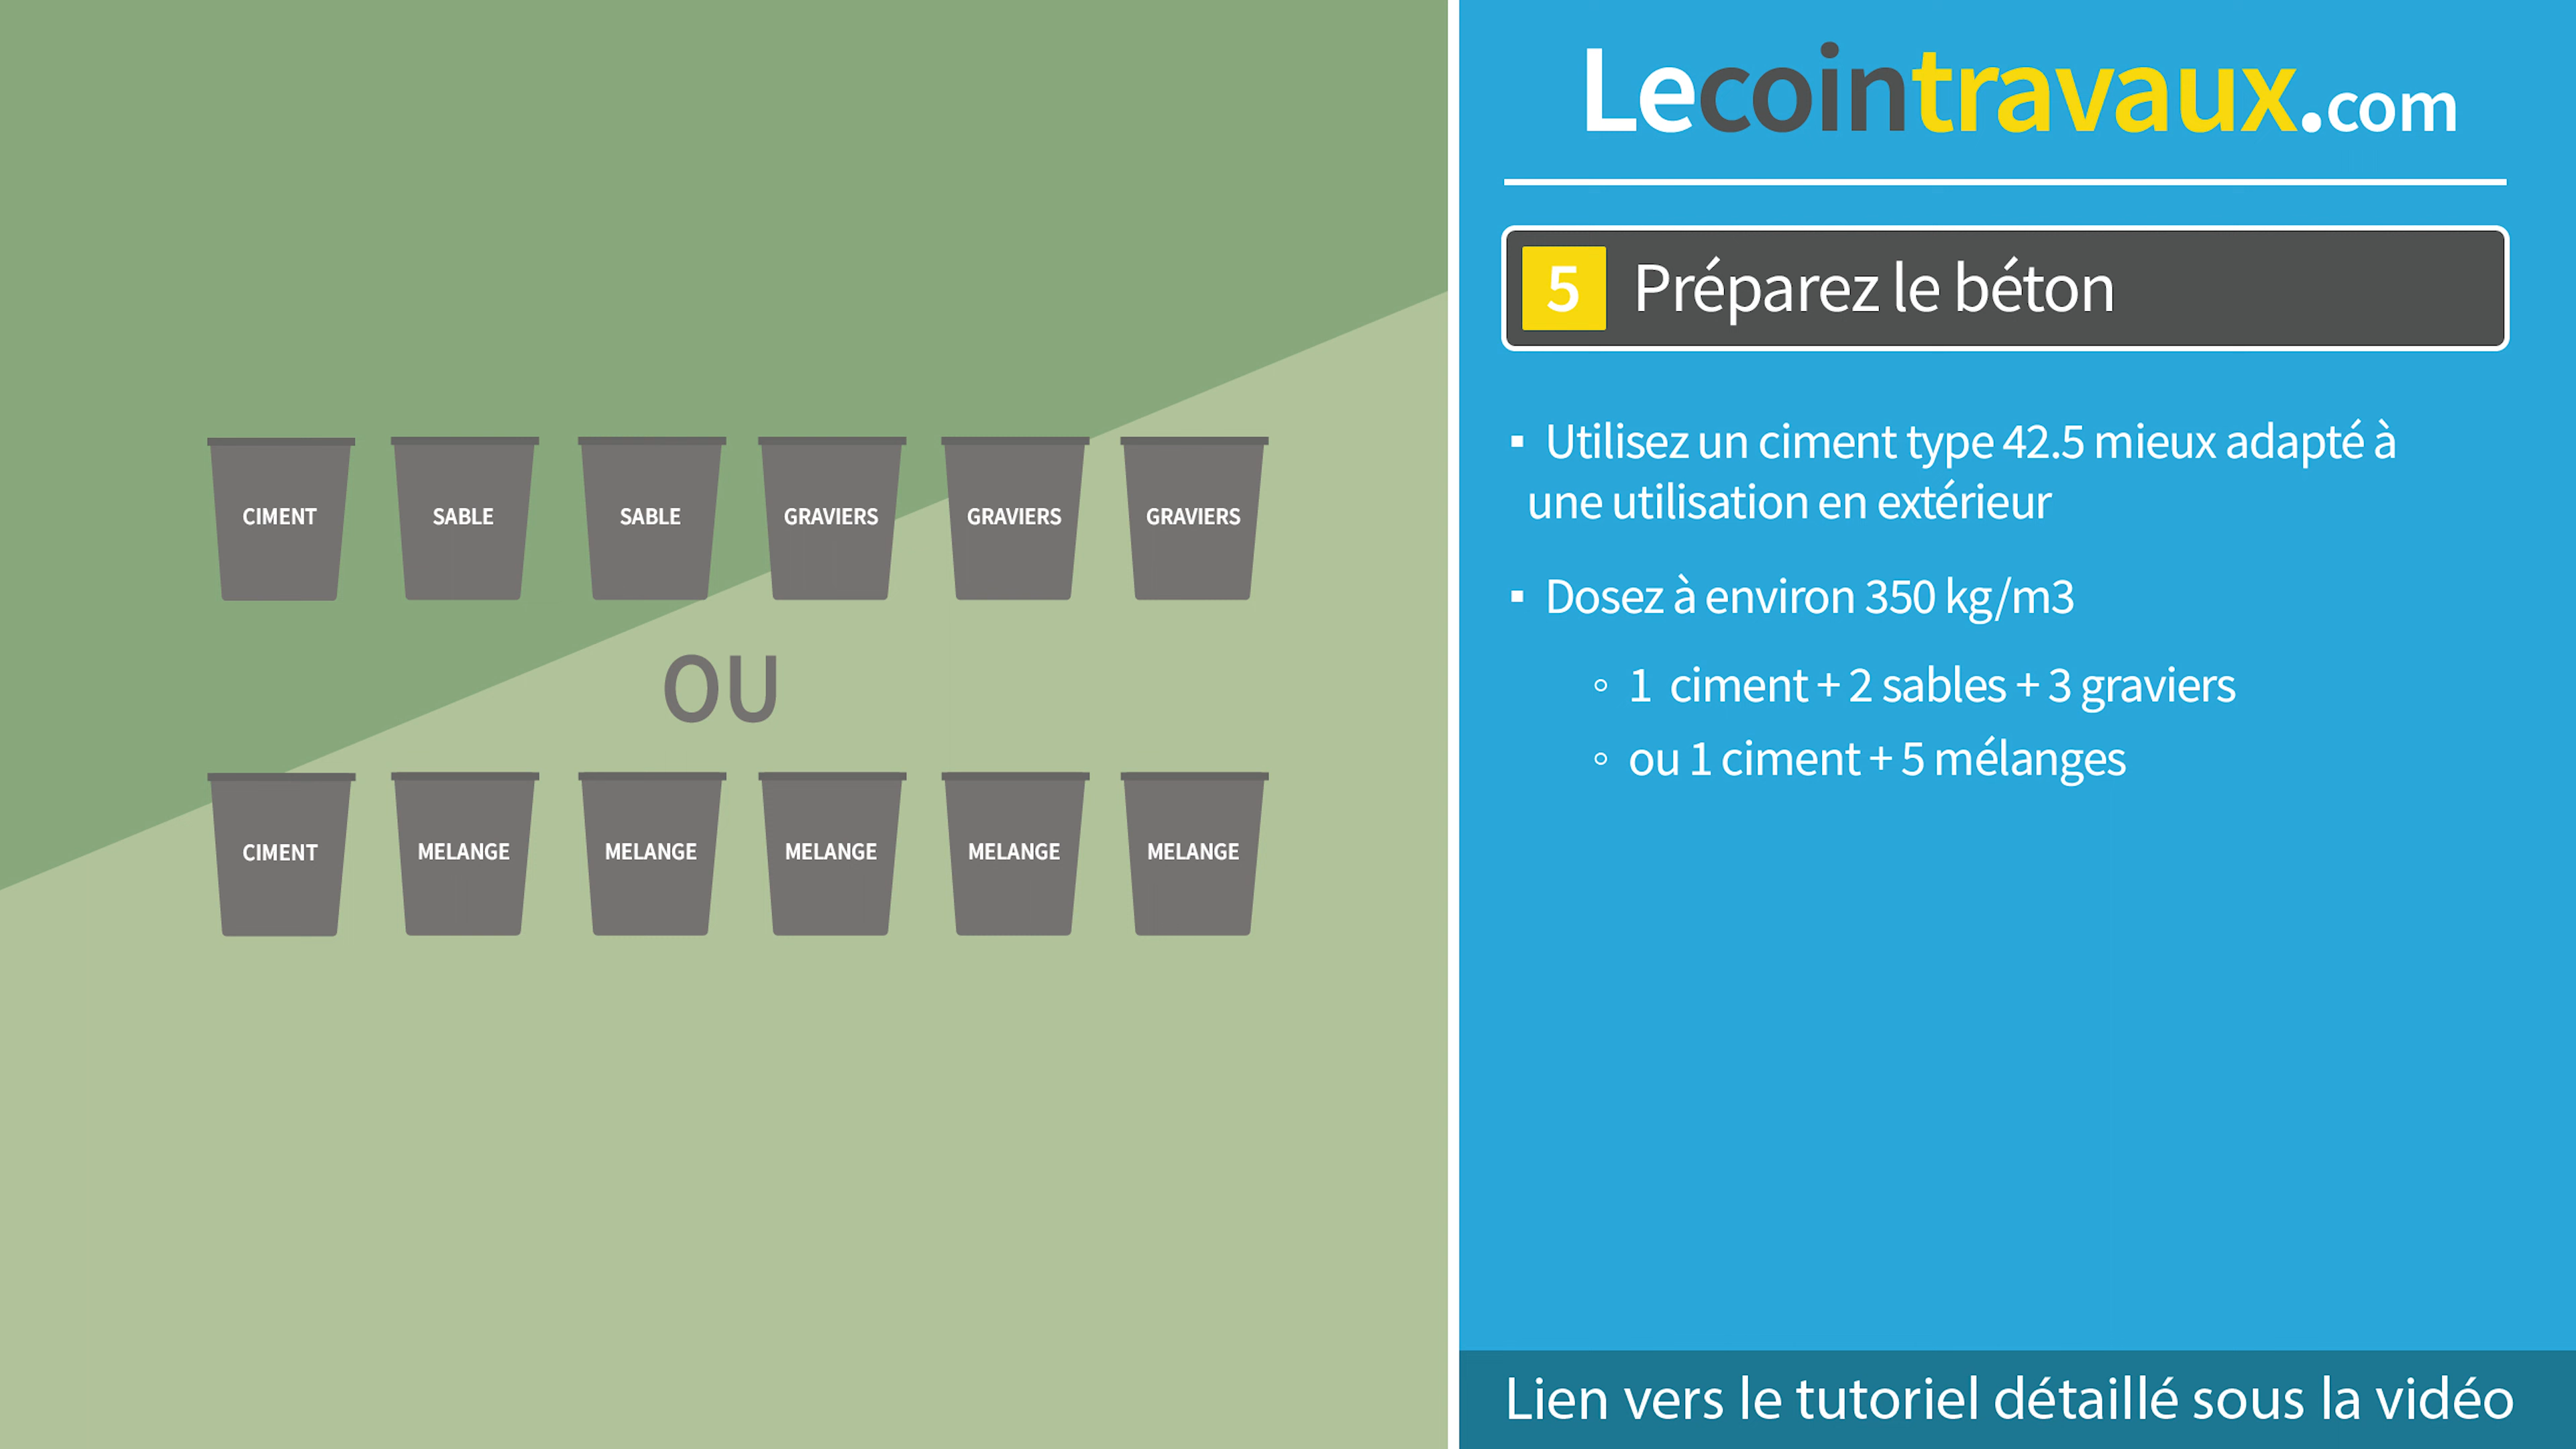 Lecointravaux.com
5 Préparez le béton
▪ Utilisez un ciment type 42.5 mieux adapté à
une utilisation en extérieur
▪ Dosez à environ 350 kg/m3
◦ 1 ciment + 2 sables + 3 graviers
◦ ou 1 ciment + 5 mélanges
CIMENT SABLE SABLE GRAVIERS GRAVIERS GRAVIERS
OU
CIMENT MELANGE MELANGE MELANGE MELANGE MELANGE
Lien vers le tutoriel détaillé sous la vidéo